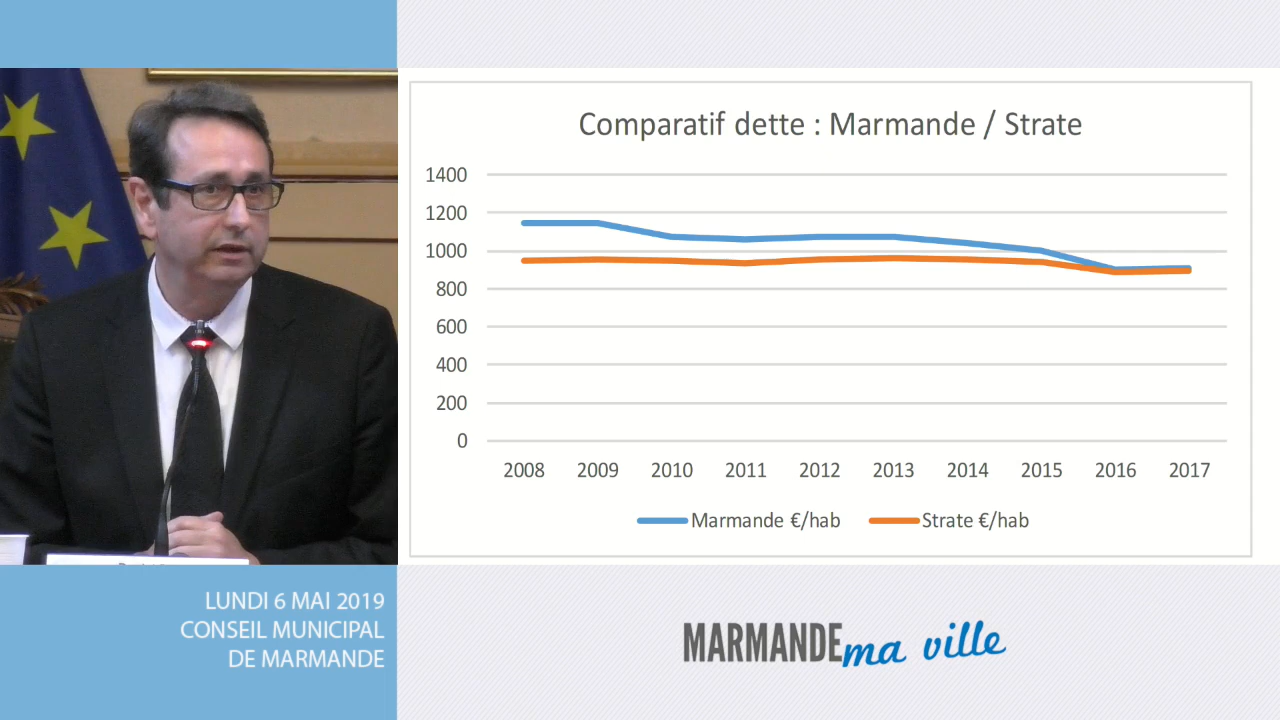 Comparatif dette : Marmande / Strate
1400
1200
1000
800
600
400
200
0
2008 2009 2010 2011 2012 2013 2014 2015 2016 2017
Marmande €/hab Strate €/hab
LUNDI 6 MAI 2019
CONSEIL MUNICIPAL
DE MARMANDE
MARMANDE ma ville